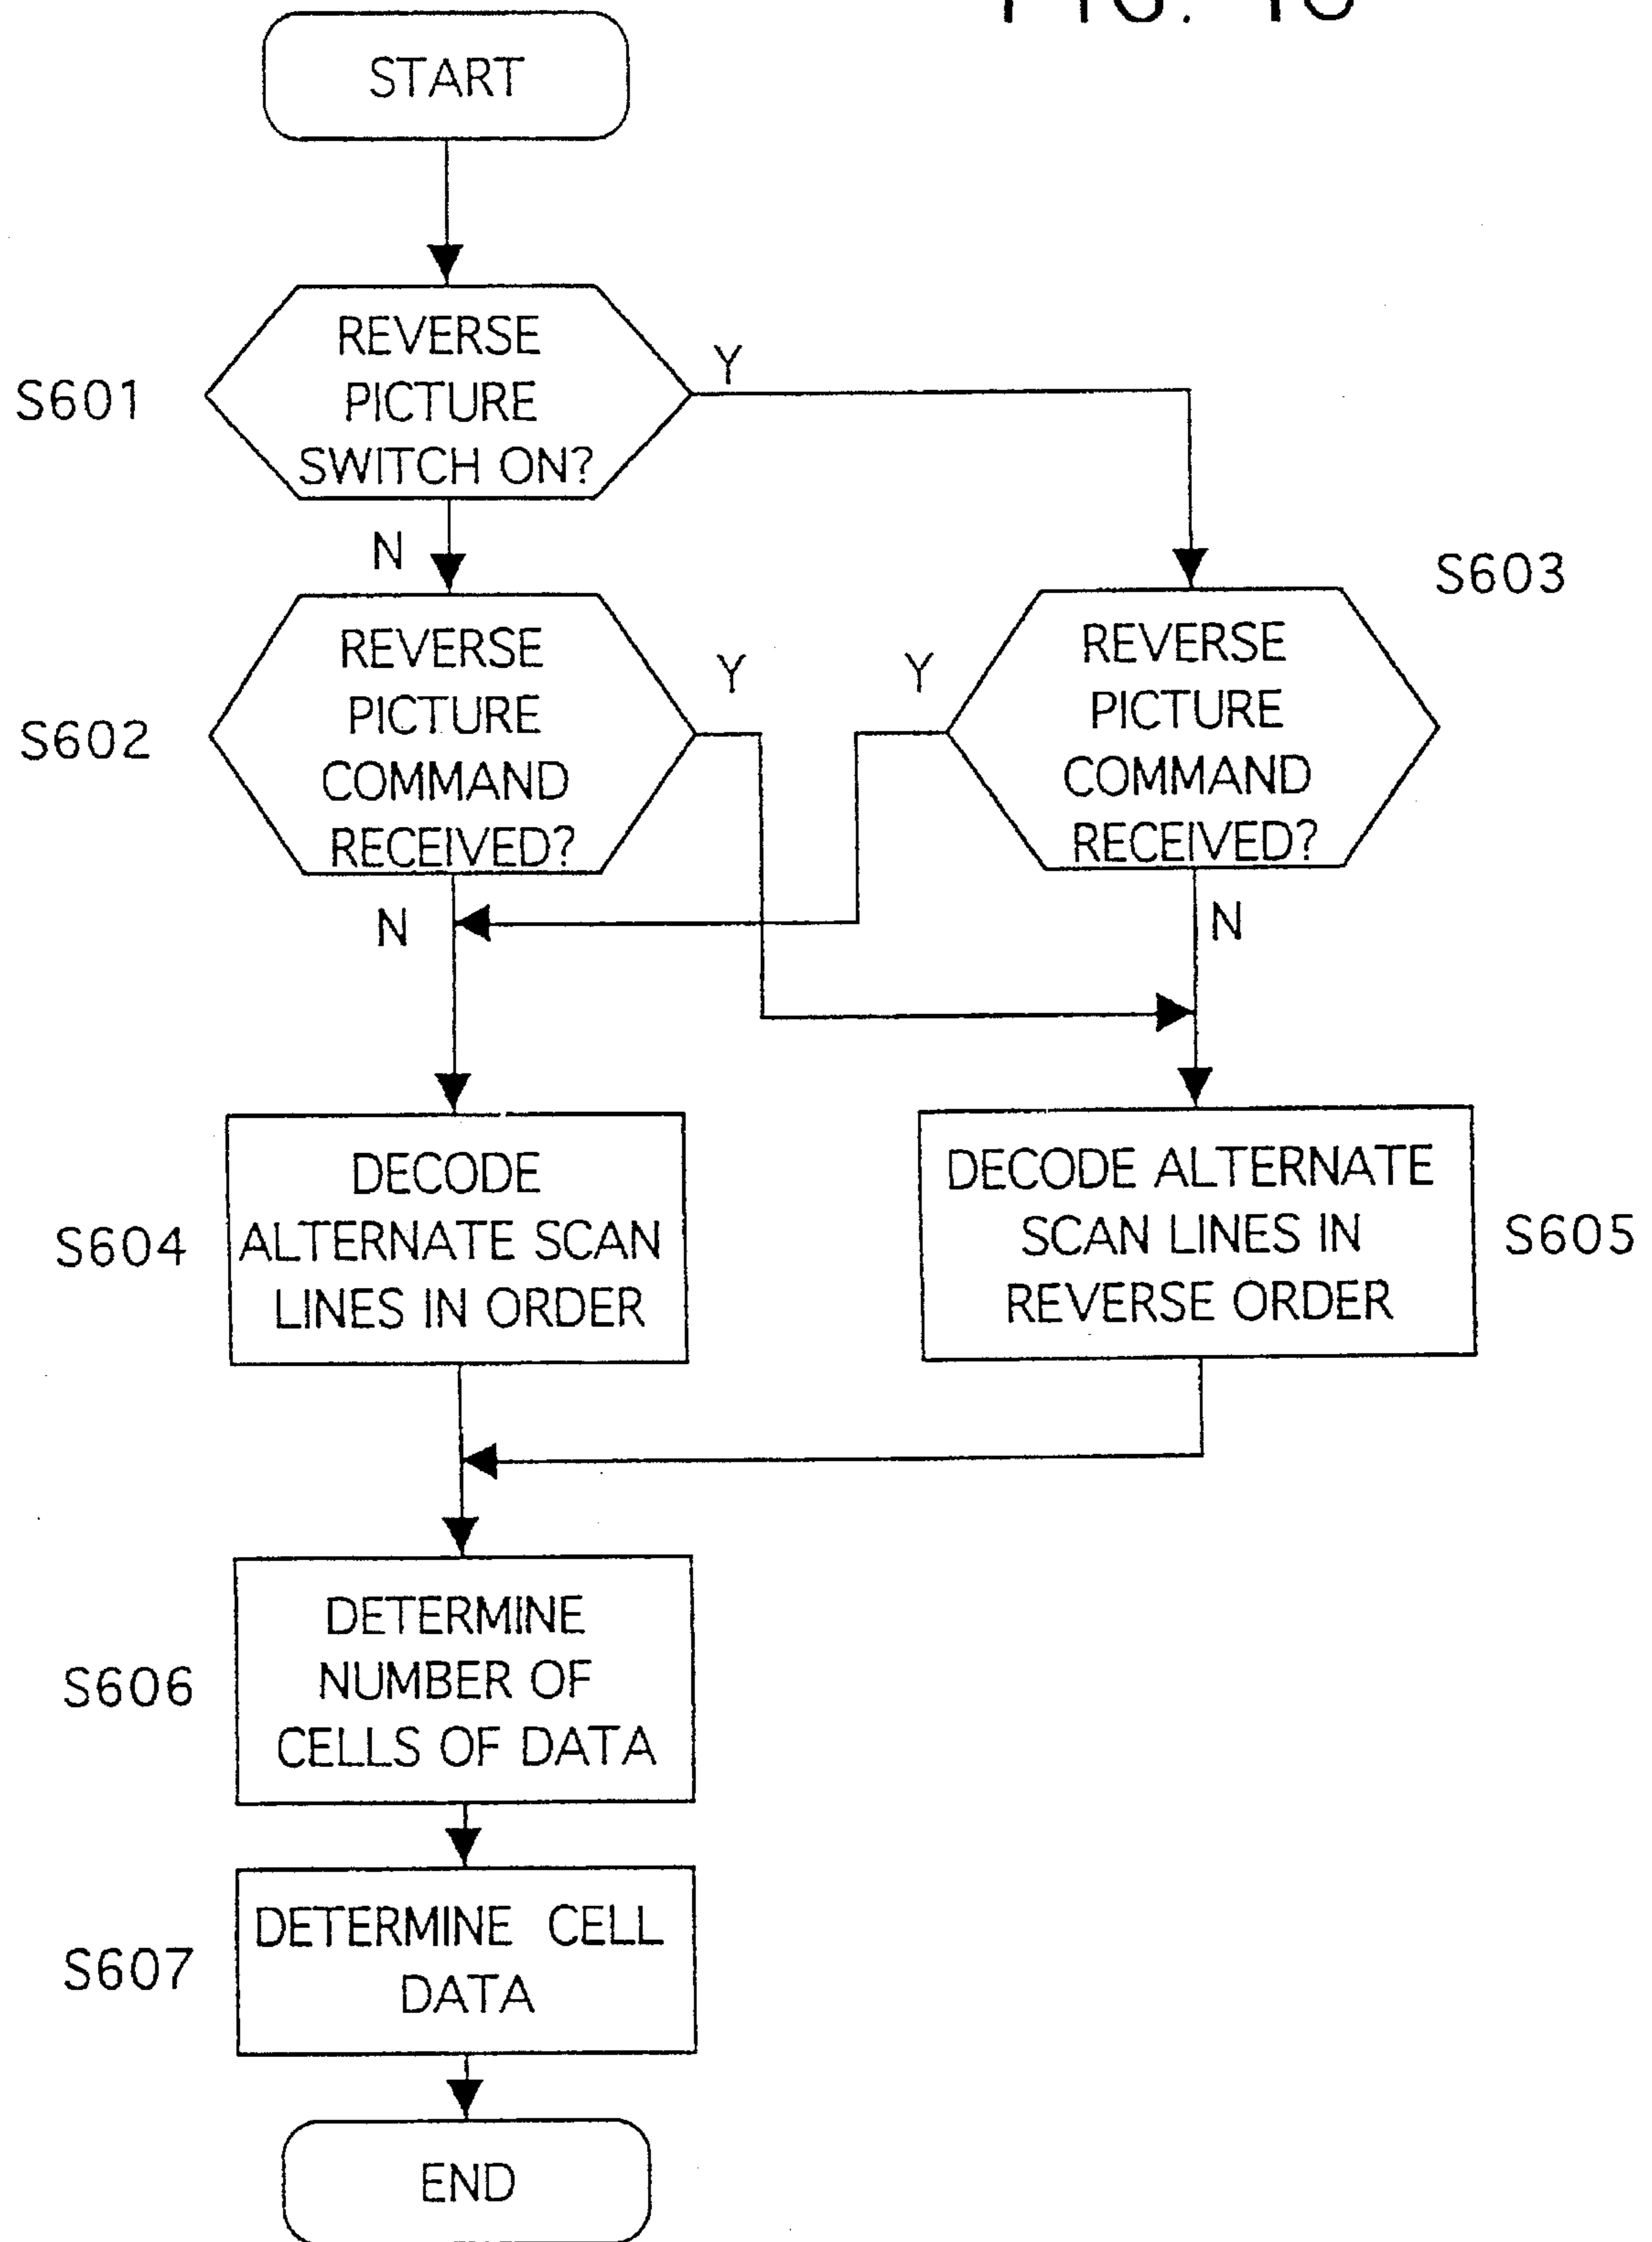 START
REVERSE
PICTURE
SWITCH ON?
S601
Y
N
REVERSE
PICTURE
COMMAND
RECEIVED?
S602
Y
N
S603
REVERSE
PICTURE
COMMAND
RECEIVED?
Y
N
DECODE
ALTERNATE SCAN
LINES IN ORDER
S604
DECODE ALTERNATE
SCAN LINES IN
REVERSE ORDER
S605
DETERMINE
NUMBER OF
CELLS OF DATA
S606
DETERMINE CELL
DATA
S607
END